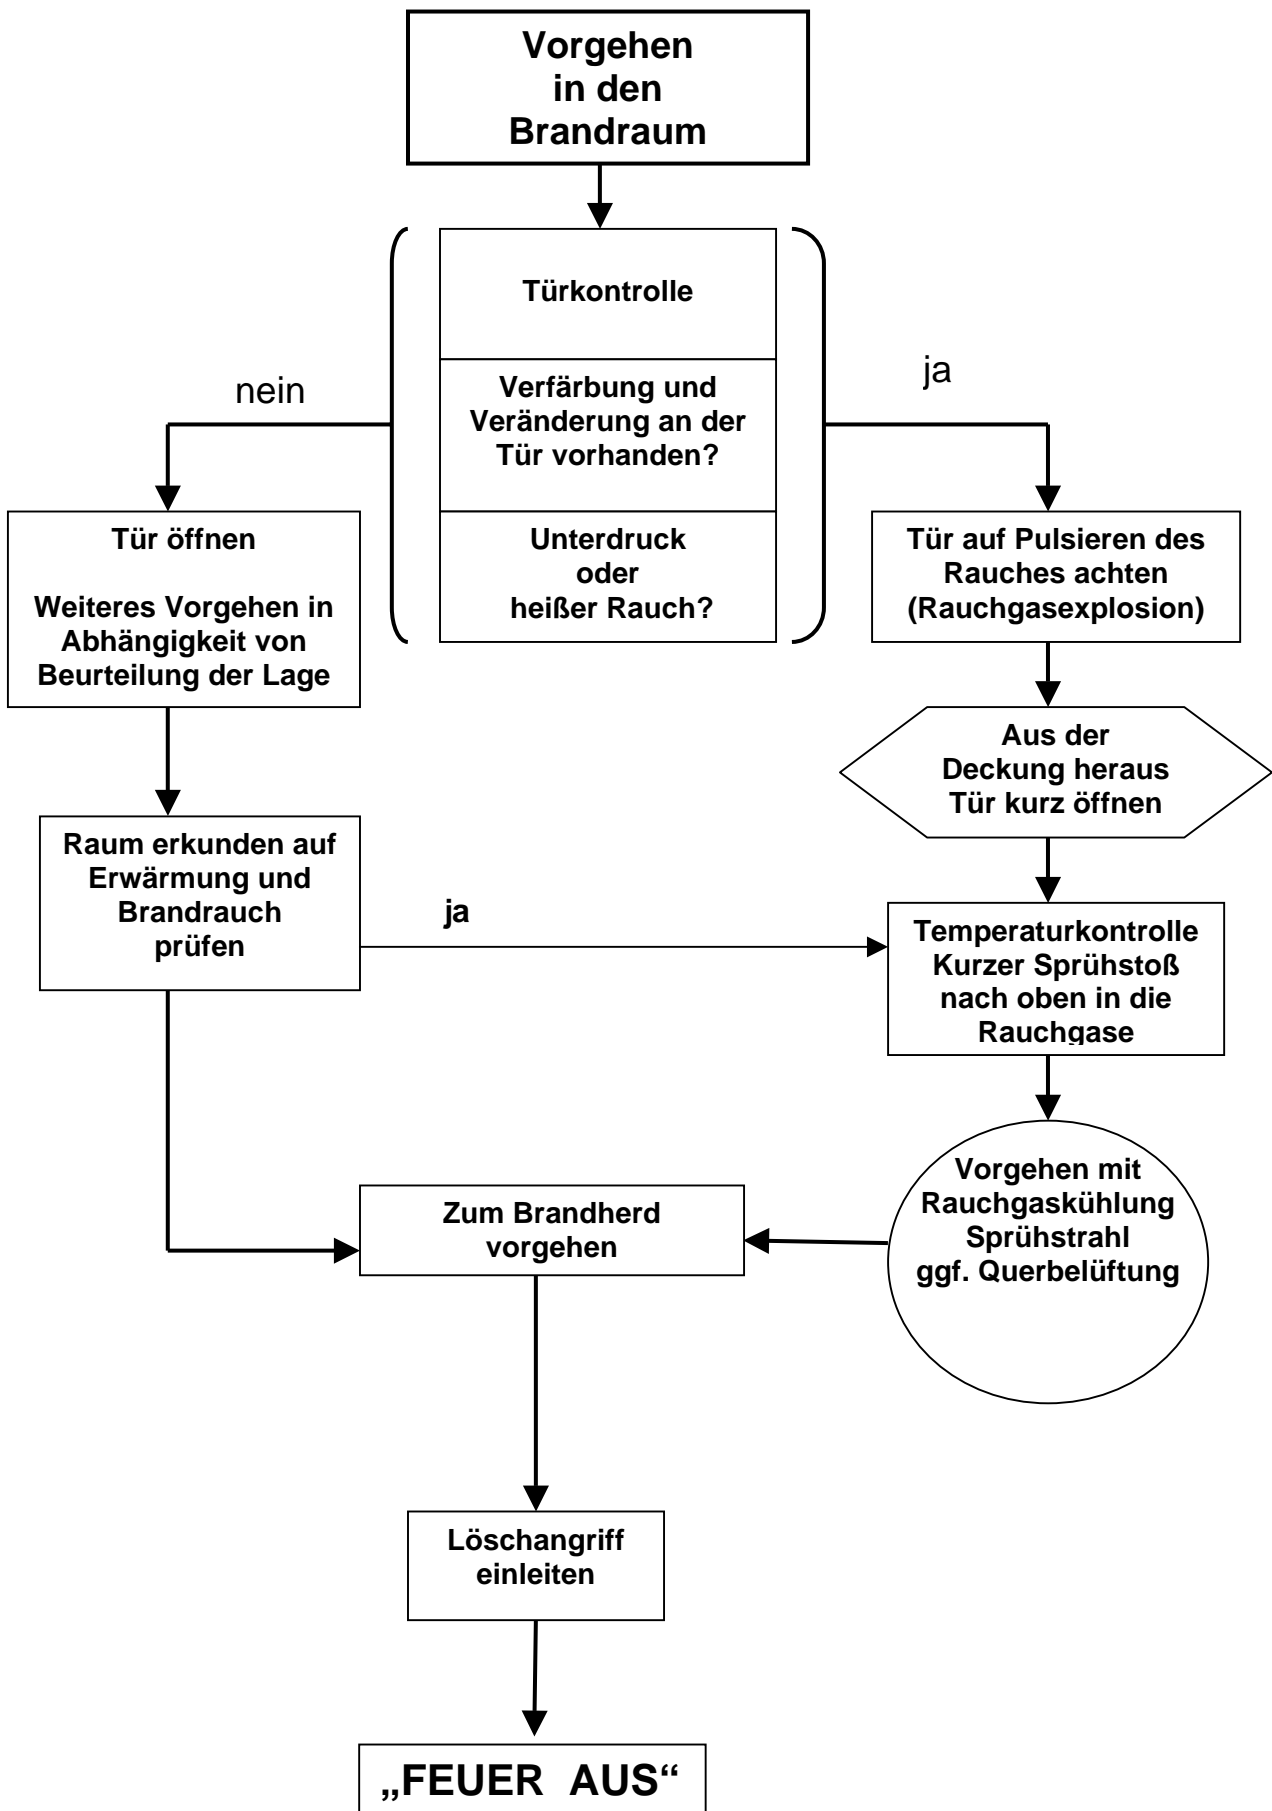 Vorgehen
in den
Brandraum
Türkontrolle
nein
ja
Verfärbung und
Veränderung an der
Tür vorhanden?
Unterdruck
oder
heißer Rauch?
Tür öffnen
Weiteres Vorgehen in
Abhängigkeit von
Beurteilung der Lage
Tür auf Pulsieren des
Rauches achten
(Rauchgasexplosion)
Aus der
Deckung heraus
Tür kurz öffnen
Raum erkunden auf
Erwärmung und
Brandrauch
prüfen
ja
Temperaturkontrolle
Kurzer Sprühstoß
nach oben in die
Rauchgase
Vorgehen mit
Rauchgaskühlung
Sprühstrahl
ggf. Querbelüftung
Zum Brandherd
vorgehen
Löschangriff
einleiten
„FEUER AUS“